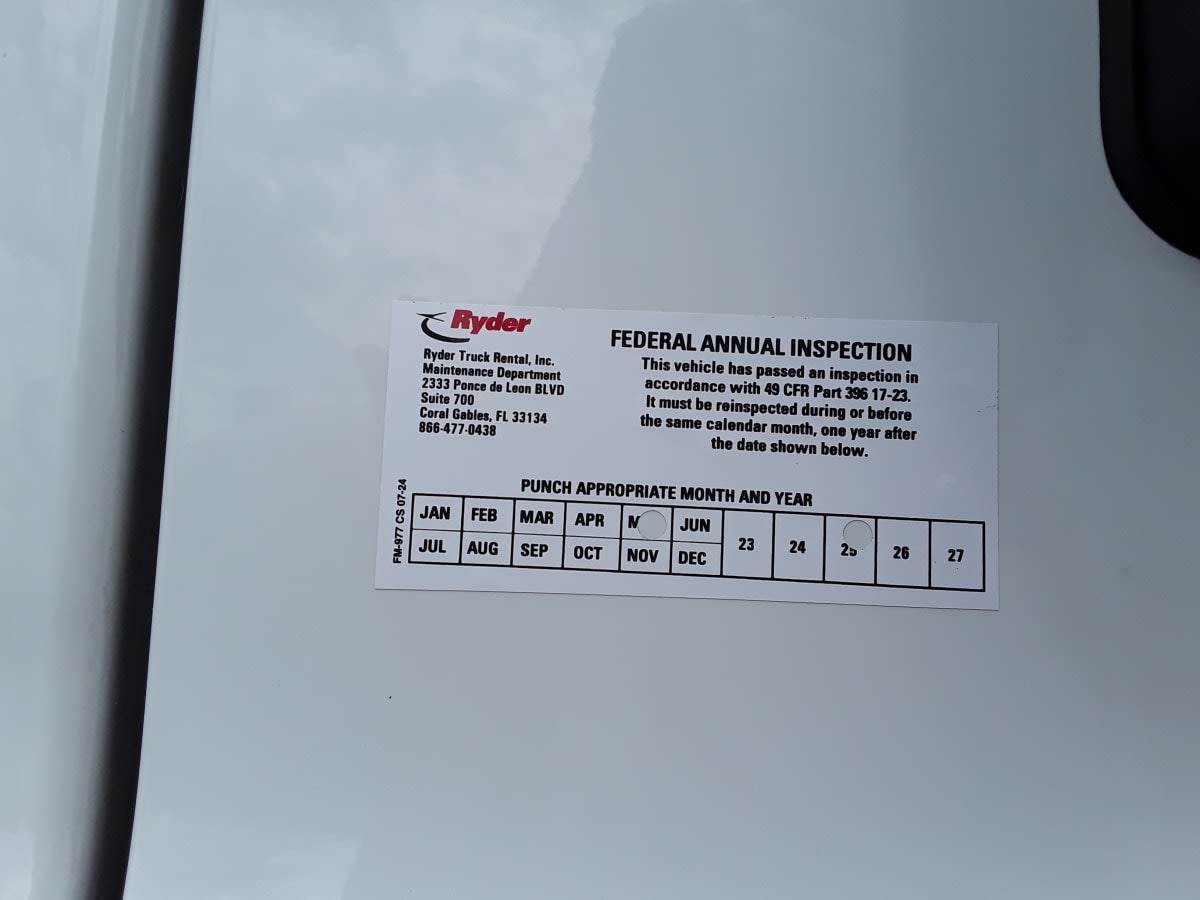 Ryder
Ryder Truck Rental, Inc.
Maintenance Department
2333 Ponce de Leon BLVD
Suite 700
Coral Gables, FL 33134
866-477-0438
FEDERAL ANNUAL INSPECTION
This vehicle has passed an inspection in
accordance with 49 CFR Part 396 17-23.
It must be reinspected during or before
the same calendar month, one year after
the date shown below.
FM-977 CS 07-24
PUNCH APPROPRIATE MONTH AND YEAR
JAN FEB MAR APR M JUN
JUL AUG SEP OCT NOV DEC
23 24 25 26 27